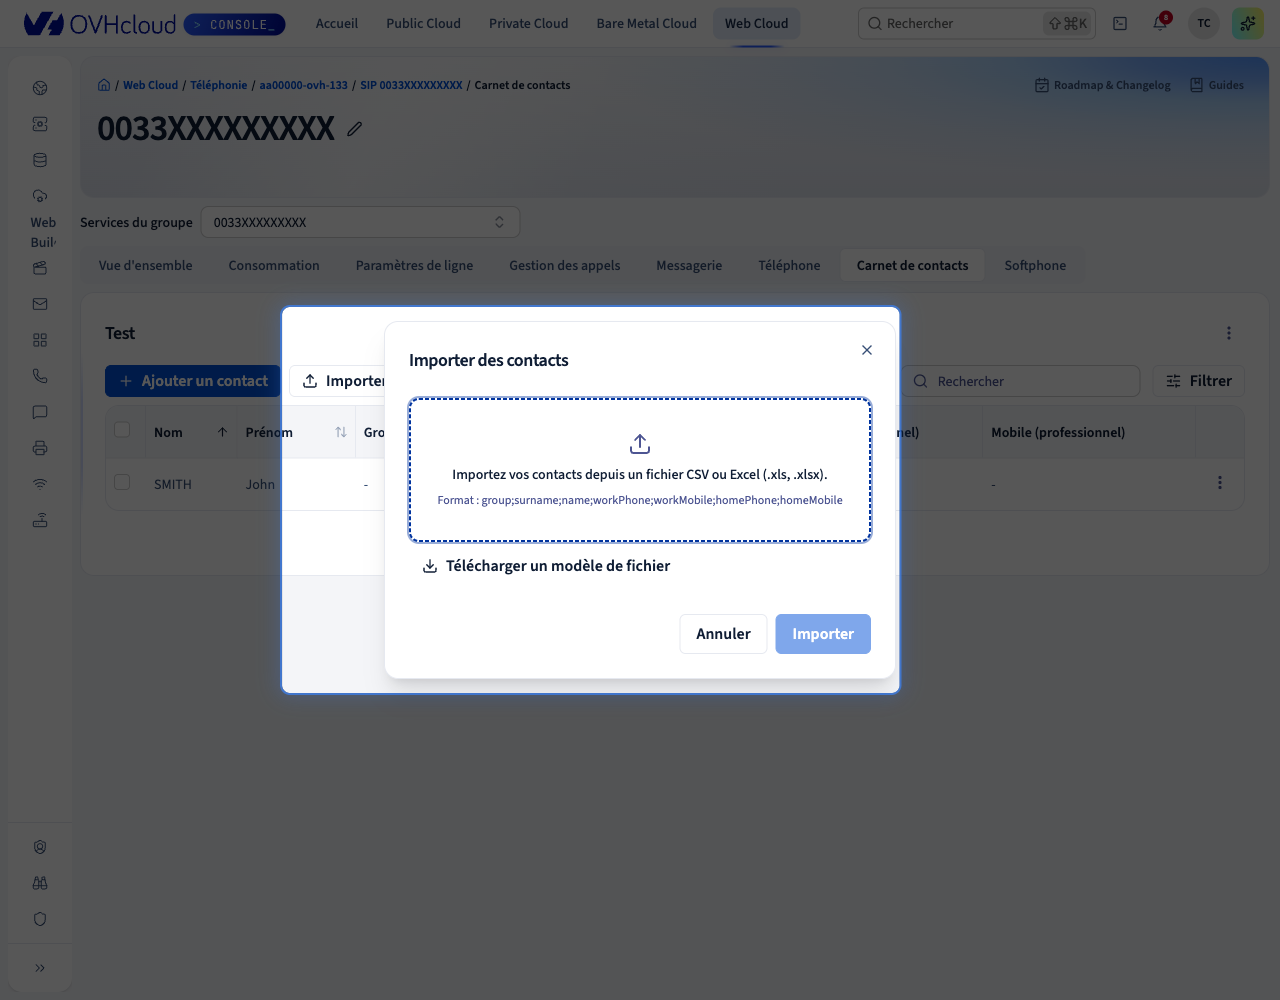 OVHcloud > CONSOLE_ Accueil Public Cloud Private Cloud Bare Metal Cloud Web Cloud Rechercher ⇧⌘K 8 TC
/ Web Cloud / Téléphonie / aa00000-ovh-133 / SIP 0033XXXXXXXXX / Carnet de contacts Roadmap & Changelog Guides
0033XXXXXXXXX
Services du groupe 0033XXXXXXXXX
Web
Buil
Vue d'ensemble Consommation Paramètres de ligne Gestion des appels Messagerie Téléphone Carnet de contacts Softphone
Test
Ajouter un contact Importer Rechercher Filtrer
Nom Prénom Gro nel) Mobile (professionnel)
SMITH John - -
Importer des contacts
Importez vos contacts depuis un fichier CSV ou Excel (.xls, .xlsx).
Format : group;surname;name;workPhone;workMobile;homePhone;homeMobile
Télécharger un modèle de fichier
Annuler Importer